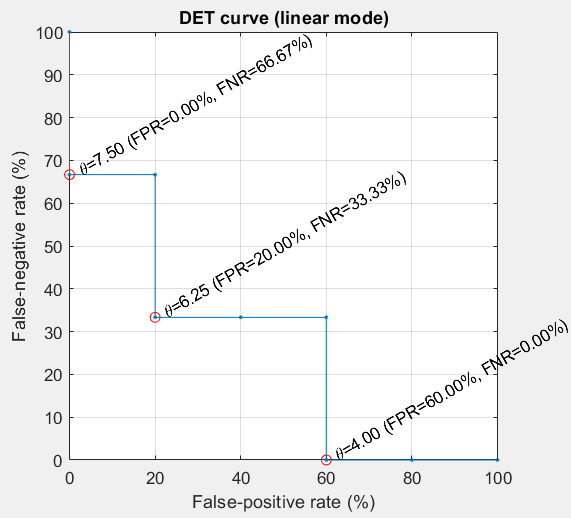 DET curve (linear mode)
100
90
80
70
60
50
40
30
20
10
0
False-negative rate (%)
θ=7.50 (FPR=0.00%, FNR=66.67%)
θ=6.25 (FPR=20.00%, FNR=33.33%)
θ=4.00 (FPR=60.00%, FNR=0.00%)
0 20 40 60 80 100
False-positive rate (%)